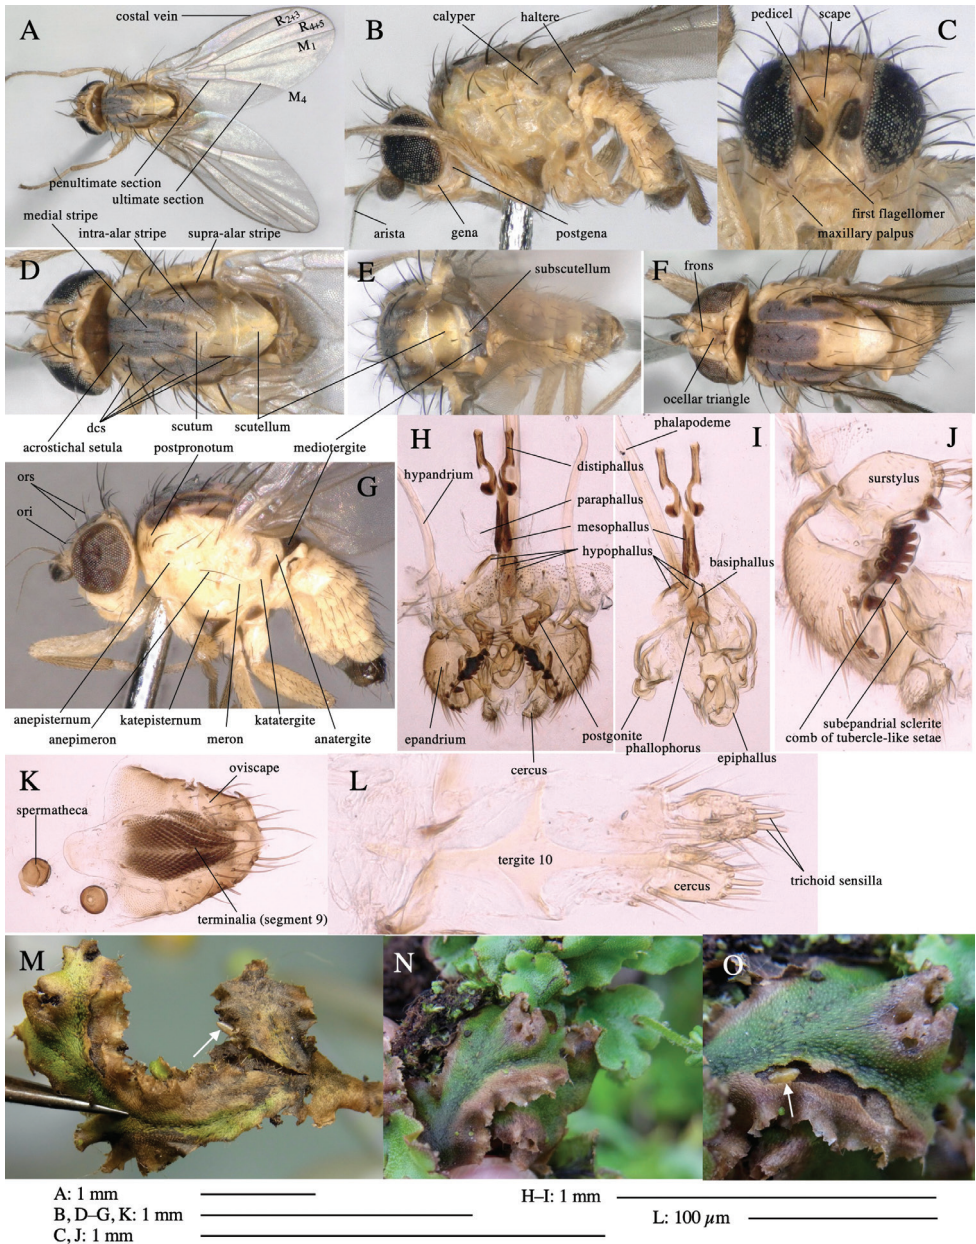 A
costal vein
R2+3
R4+5
M1
M4
penultimate section
ultimate section
B
calyper
haltere
arista
gena
postgena
C
pedicel
scape
first flagellomer
maxillary palpus
medial stripe
intra-alar stripe
supra-alar stripe
D
dcs
scutum
scutellum
acrostichal setula
postpronotum
mediotergite
E
subscutellum
F
frons
ocellar triangle
G
ors
ori
anepisternum
katepisternum
katatergite
anepimeron
meron
anatergite
H
hypandrium
distiphallus
paraphallus
mesophallus
hypophallus
epandrium
postgonite
cercus
I
phalapodeme
basiphallus
phallophorus
epiphallus
J
surstylus
subepandrial sclerite
comb of tubercle-like setae
K
oviscape
spermatheca
terminalia (segment 9)
L
tergite 10
cercus
trichoid sensilla
M
N
O
A: 1 mm
B, D–G, K: 1 mm
C, J: 1 mm
H–I: 1 mm
L: 100 µm